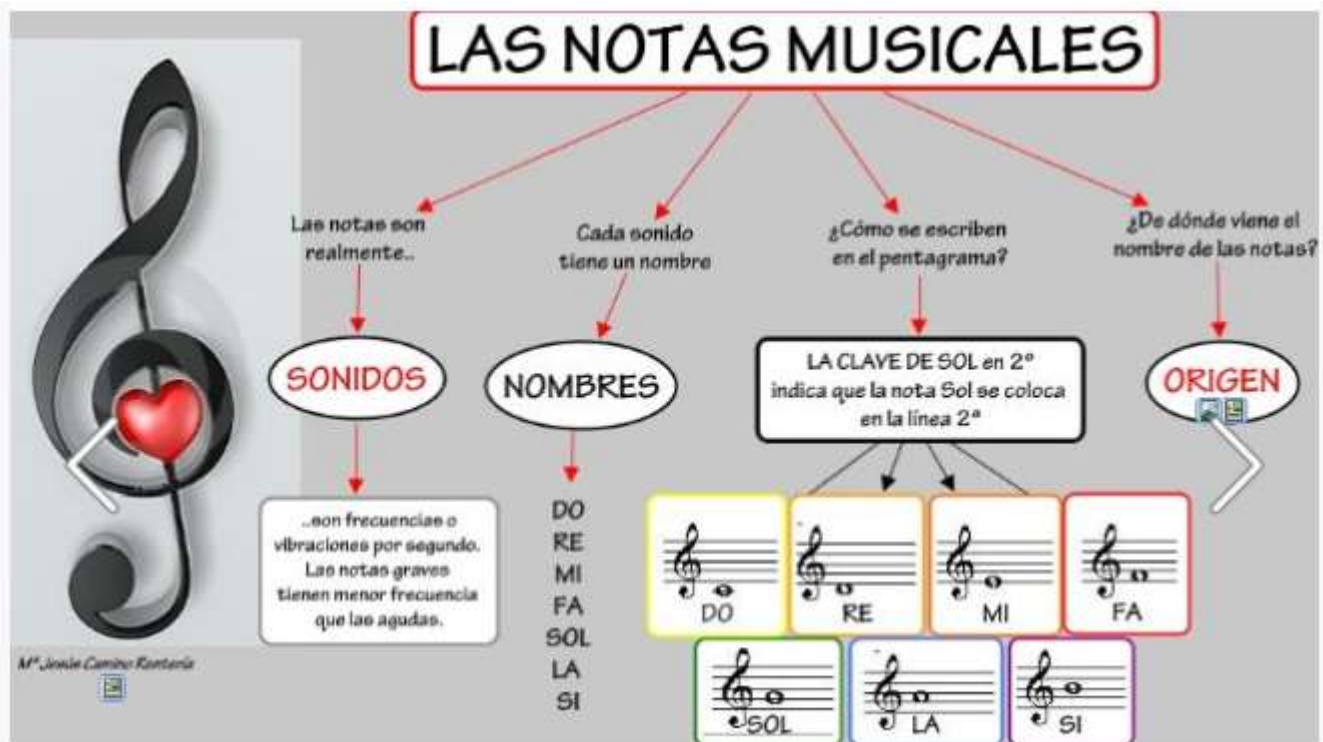 LAS NOTAS MUSICALES
Las notas son
realmente..
SONIDOS
..son frecuencias o
vibraciones por segundo.
Las notas graves
tienen menor frecuencia
que las agudas.
Cada sonido
tiene un nombre
NOMBRES
DO
RE
MI
FA
SOL
LA
SI
¿Cómo se escriben
en el pentagrama?
LA CLAVE DE SOL en 2ª
indica que la nota Sol se coloca
en la línea 2ª
DO
RE
MI
FA
SOL
LA
SI
¿De dónde viene el
nombre de las notas?
ORIGEN
Mª Jesús Camino Rentería